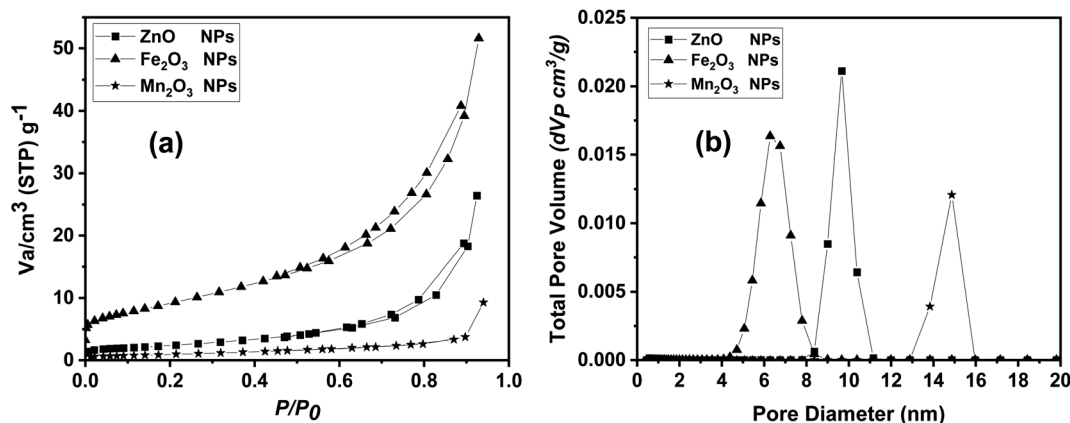 (a)
ZnO NPs
Fe₂O₃ NPs
Mn₂O₃ NPs
Va/cm³ (STP) g⁻¹
50
40
30
20
10
0
0.0 0.2 0.4 0.6 0.8 1.0
P/P₀
(b)
ZnO NPs
Fe₂O₃ NPs
Mn₂O₃ NPs
Total Pore Volume (dVₚ cm³/g)
0.025
0.020
0.015
0.010
0.005
0.000
0 2 4 6 8 10 12 14 16 18 20
Pore Diameter (nm)